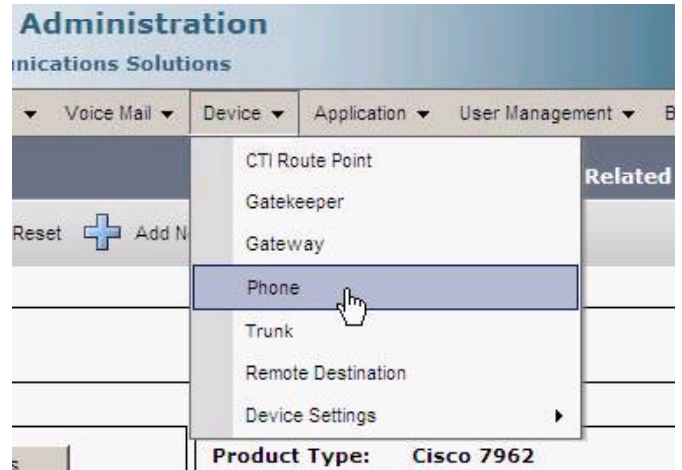 Administration
nications Solutions
Voice Mail Device Application User Management B
CTI Route Point
Related
Gatekeeper
Reset Add N
Gateway
Phone
Trunk
Remote Destination
Device Settings
s
Product Type: Cisco 7962